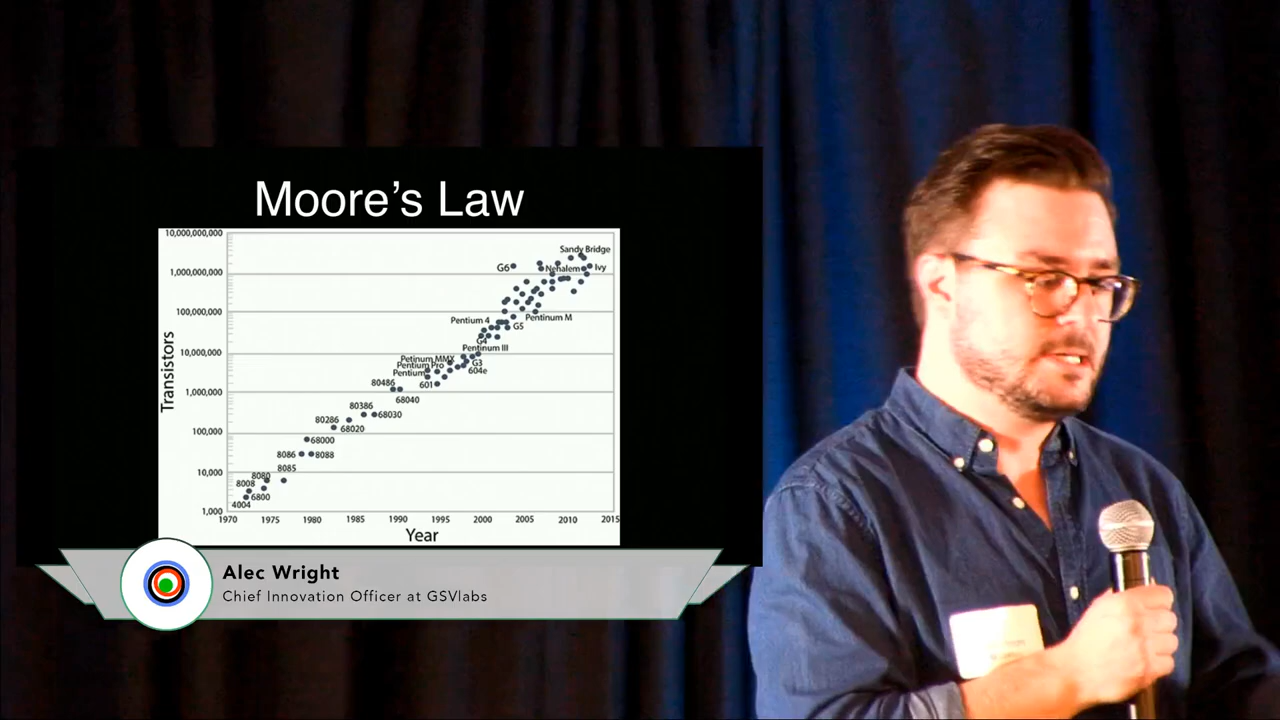 Moore's Law
10,000,000,000
1,000,000,000
100,000,000
10,000,000
1,000,000
100,000
10,000
1,000
Transistors
Sandy Bridge
G6
Nehalem
Ivy
Pentium 4
Pentinum M
G5
G4
Pentinum III
Petinum MMX
Pentium Pro
G3
Pentium
604e
601
80486
68040
80386
68030
80286
68020
68000
8086
8088
8085
8080
8008
6800
4004
1970 1975 1980 1985 1990 1995 2000 2005 2010 2015
Year
Alec Wright
Chief Innovation Officer at GSVlabs